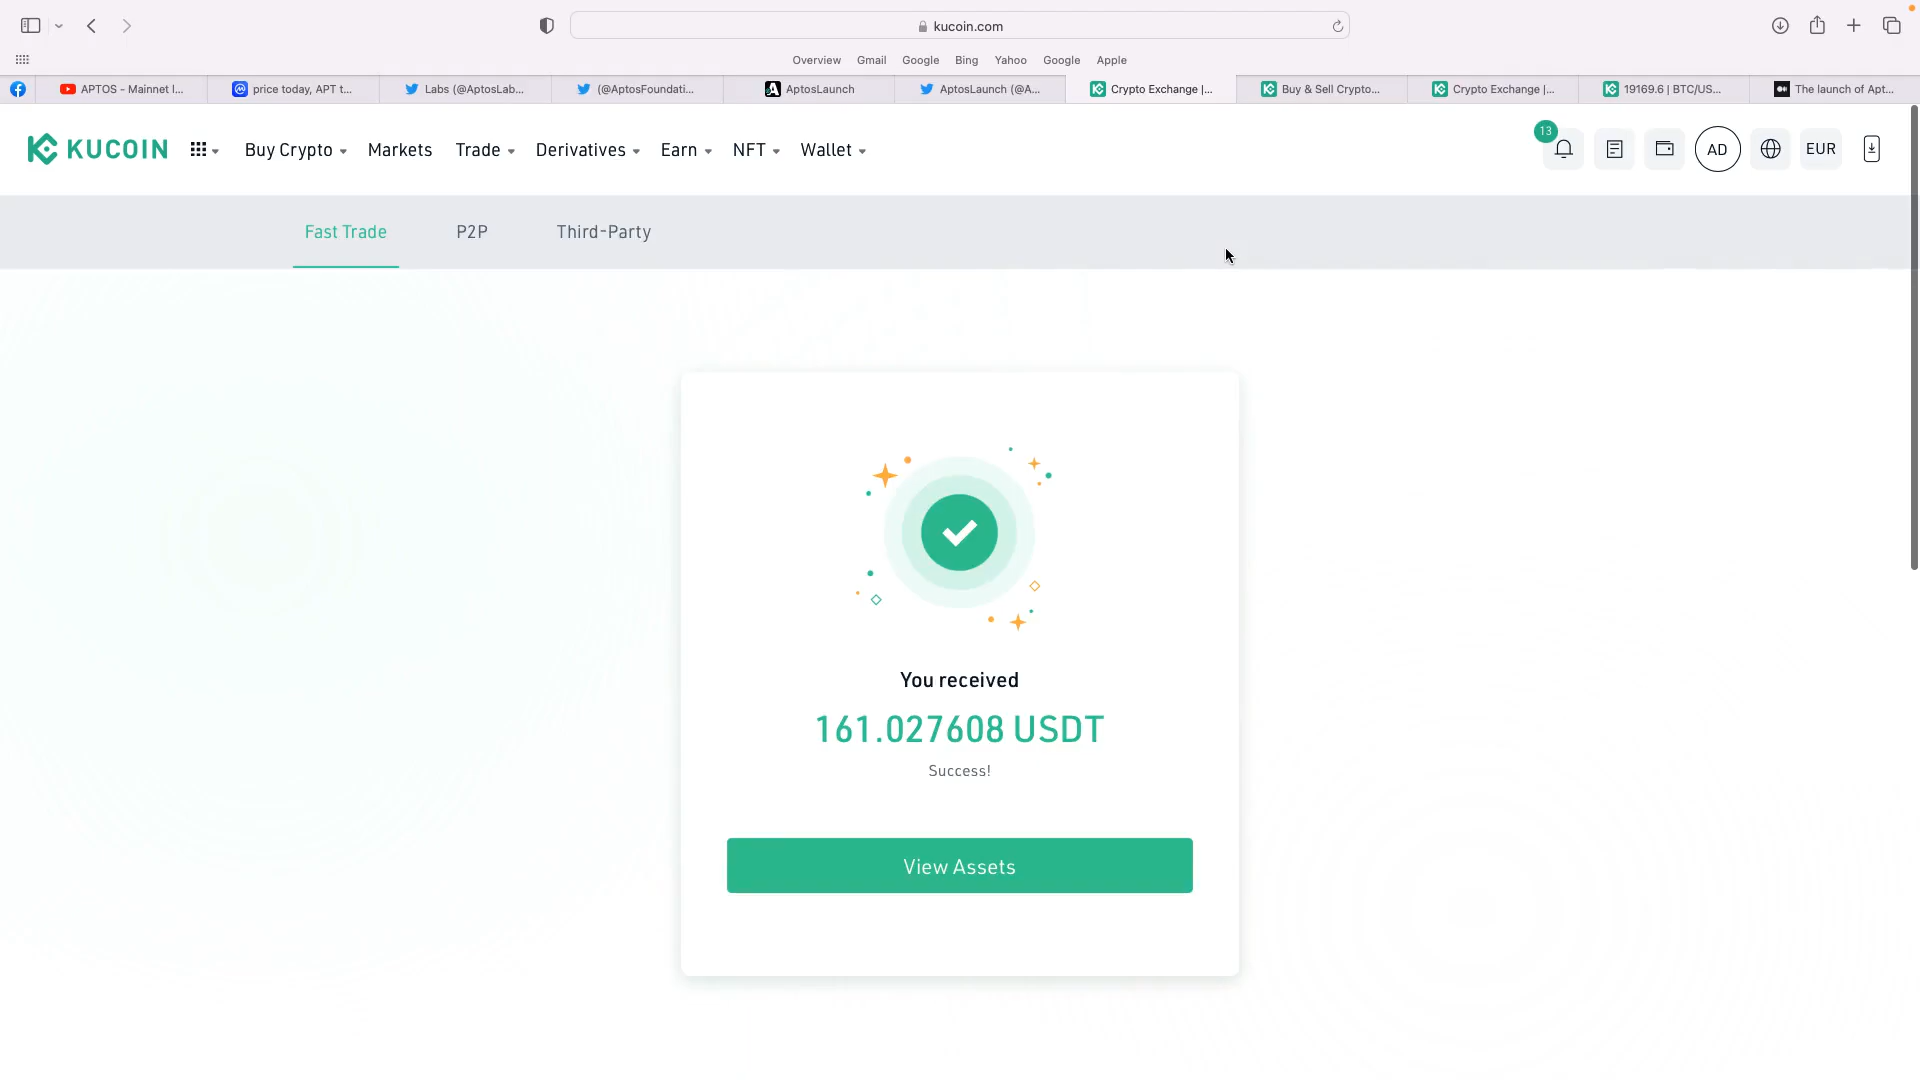 kucoin.com
Overview Gmail Google Bing Yahoo Google Apple
APTOS - Mainnet l... price today, APT t... Labs (@AptosLab... (@AptosFoundati... AptosLaunch AptosLaunch (@A... Crypto Exchange |... Buy & Sell Crypto... Crypto Exchange |... 19169.6 | BTC/US... The launch of Apt...
KUCOIN Buy Crypto Markets Trade Derivatives Earn NFT Wallet 13 AD EUR
Fast Trade P2P Third-Party
You received
161.027608 USDT
Success!
View Assets